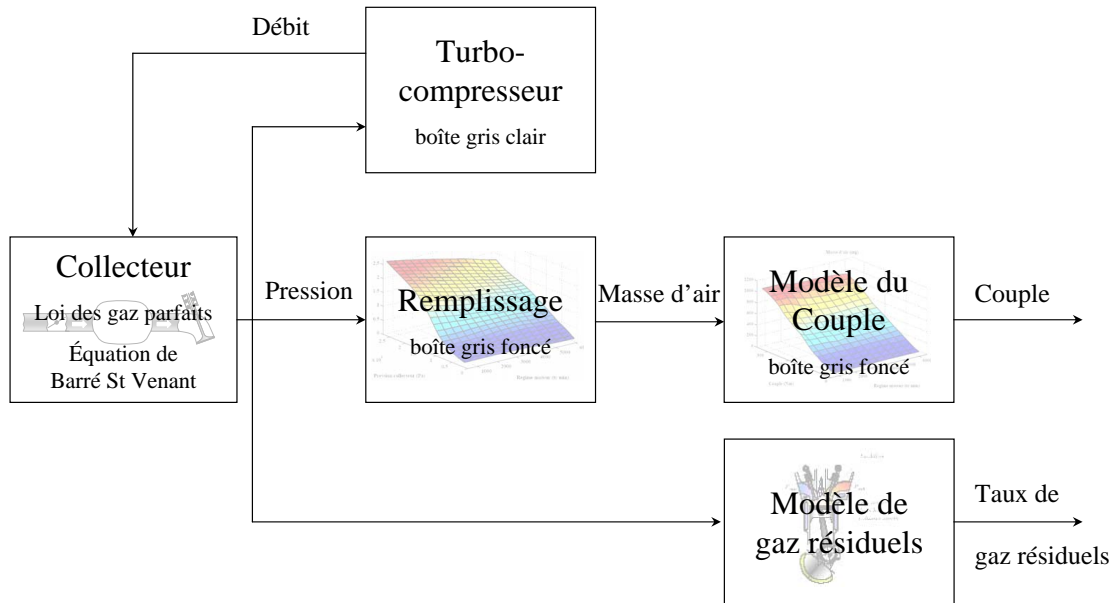 Débit
Turbo-
compresseur
boîte gris clair
Collecteur
Loi des gaz parfaits
Équation de
Barré St Venant
Pression
Remplissage
boîte gris foncé
Masse d’air
Modèle du
Couple
boîte gris foncé
Couple
Modèle de
gaz résiduels
Taux de
gaz résiduels